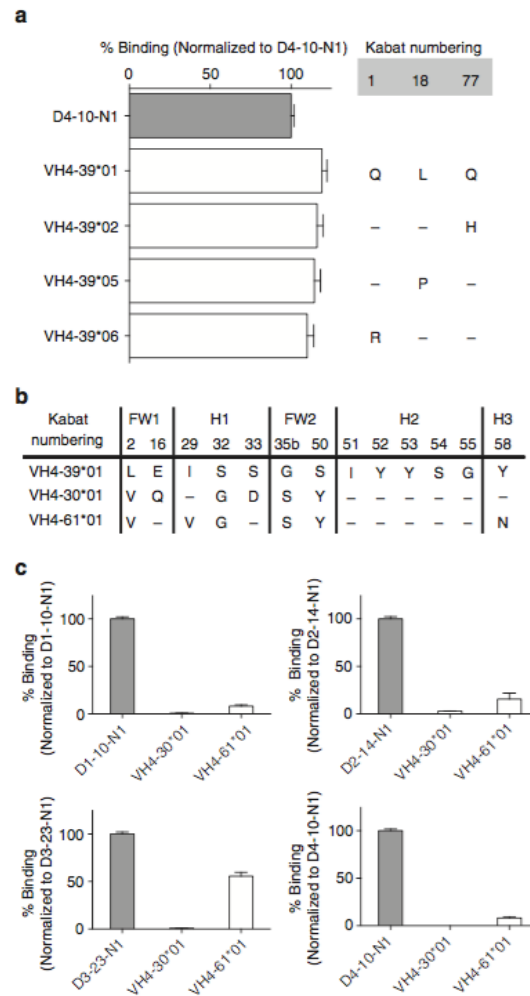 a
% Binding (Normalized to D4-10-N1) Kabat numbering
0 50 100 1 18 77
D4-10-N1
VH4-39*01 Q L Q
VH4-39*02 – – H
VH4-39*05 – P –
VH4-39*06 R – –
b
Kabat numbering FW1 H1 FW2 H2 H3
2 16 29 32 33 35b 50 51 52 53 54 55 58
VH4-39*01 L E I S S G S I Y Y S G Y
VH4-30*01 V Q – G D S Y – – – – – –
VH4-61*01 V – V G – S Y – – – – – N
c
% Binding
(Normalized to D1-10-N1)
100
50
0
D1-10-N1
VH4-30*01
VH4-61*01
% Binding
(Normalized to D2-14-N1)
100
50
0
D2-14-N1
VH4-30*01
VH4-61*01
% Binding
(Normalized to D3-23-N1)
100
50
0
D3-23-N1
VH4-30*01
VH4-61*01
% Binding
(Normalized to D4-10-N1)
100
50
0
D4-10-N1
VH4-30*01
VH4-61*01